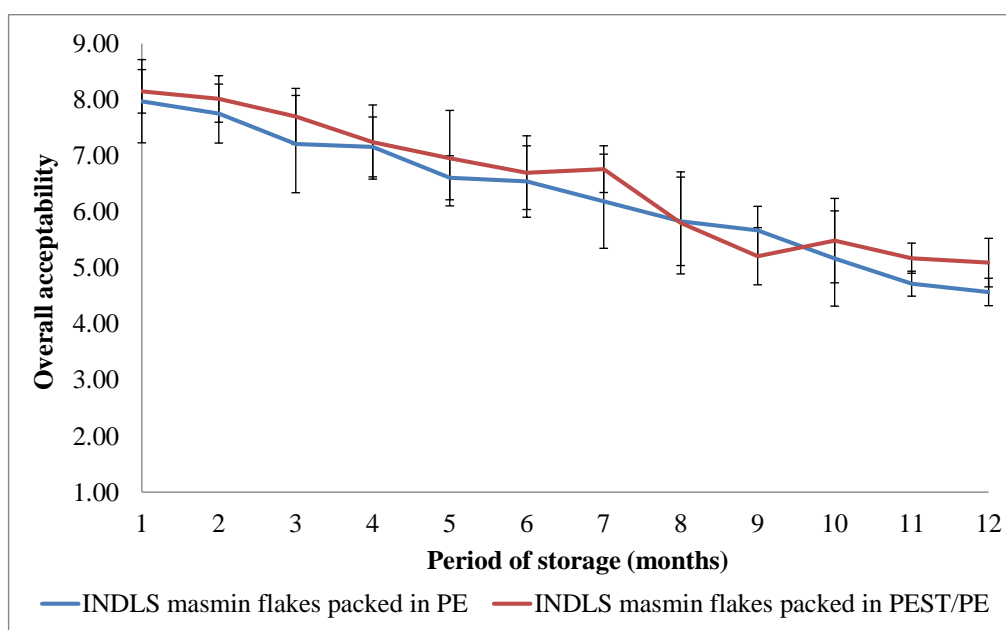 9.00
8.00
7.00
6.00
5.00
4.00
3.00
2.00
1.00
Overall acceptability
1 2 3 4 5 6 7 8 9 10 11 12
Period of storage (months)
INDLS masmin flakes packed in PE INDLS masmin flakes packed in PEST/PE